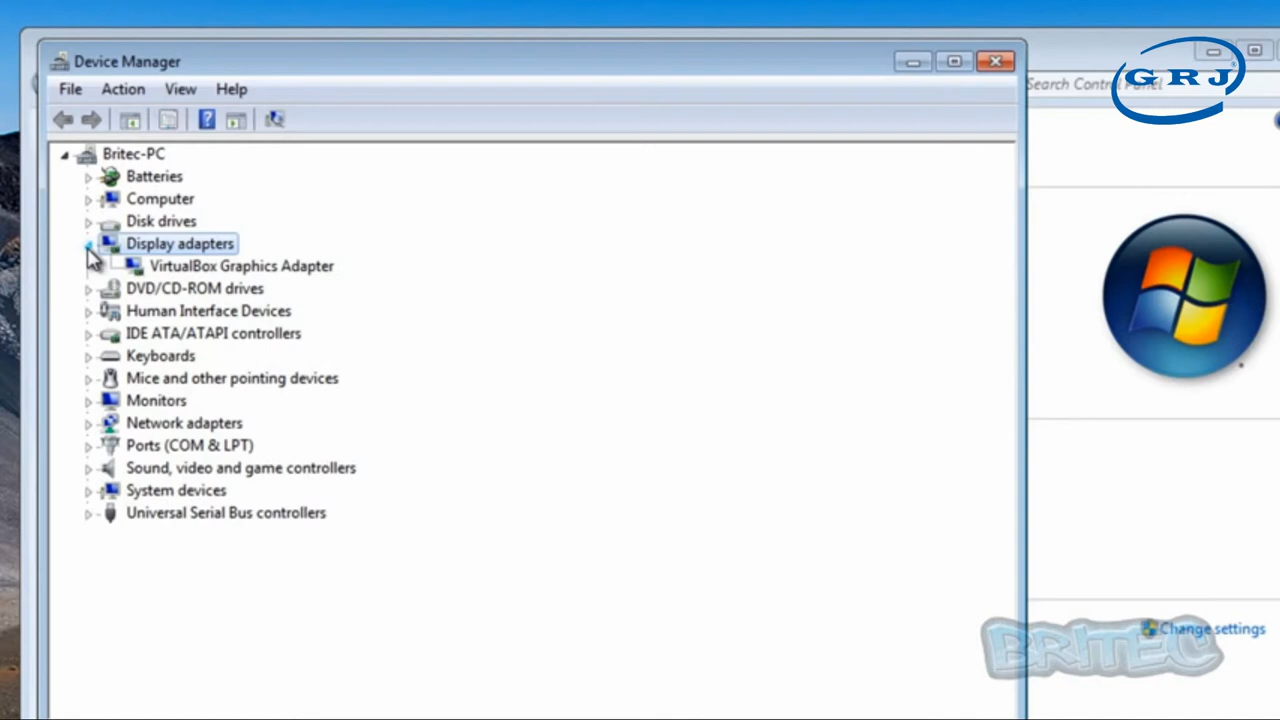 Device Manager
File Action View Help
Search Control Panel
GRJ
Britec-PC
Batteries
Computer
Disk drives
Display adapters
VirtualBox Graphics Adapter
DVD/CD-ROM drives
Human Interface Devices
IDE ATA/ATAPI controllers
Keyboards
Mice and other pointing devices
Monitors
Network adapters
Ports (COM & LPT)
Sound, video and game controllers
System devices
Universal Serial Bus controllers
Change settings
BRITEC